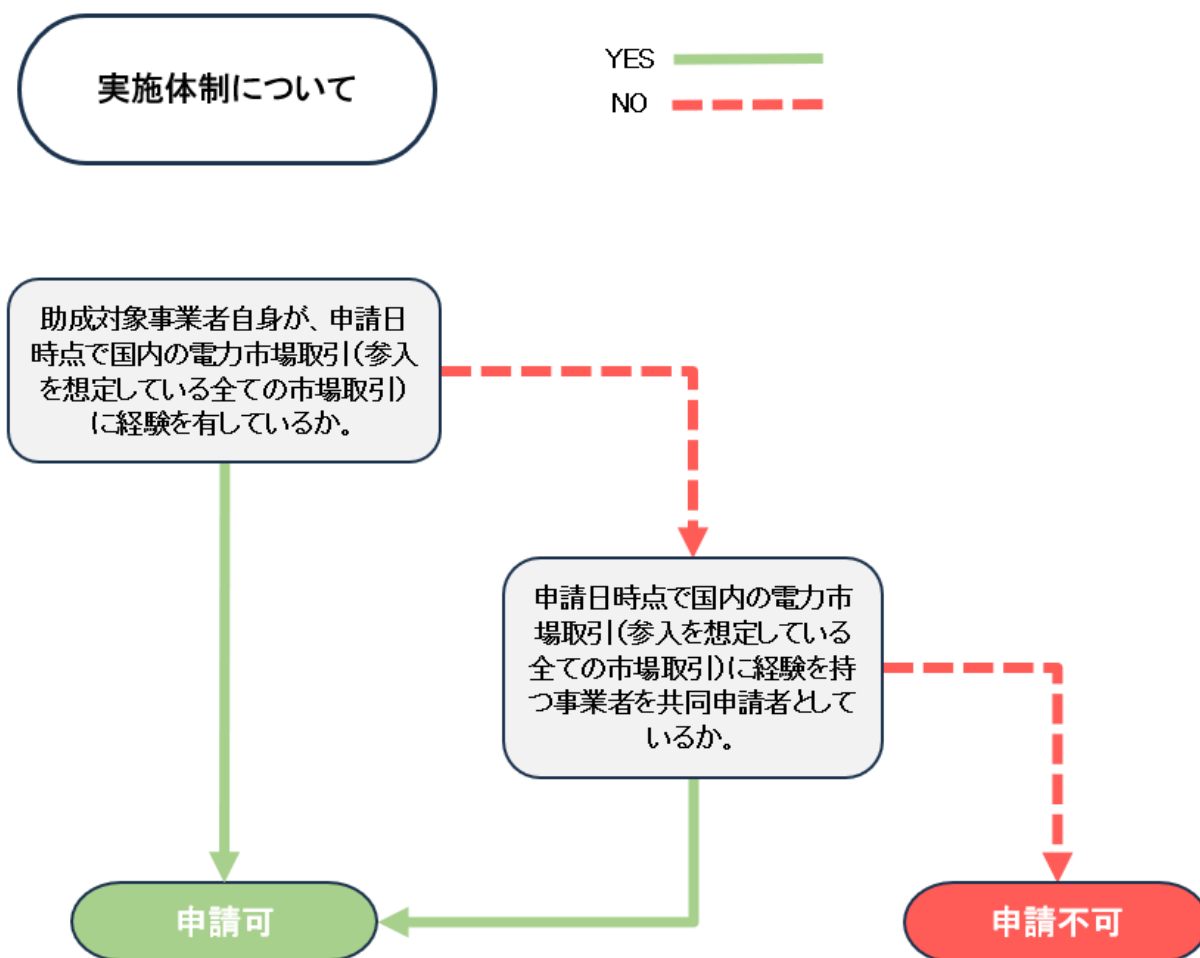 実施体制について
YES
NO
助成対象事業者自身が、申請日
時点で国内の電力市場取引(参入
を想定している全ての市場取引)
に経験を有しているか。
申請日時点で国内の電力市
場取引(参入を想定している
全ての市場取引)に経験を持
つ事業者を共同申請者として
いるか。
申請可
申請不可